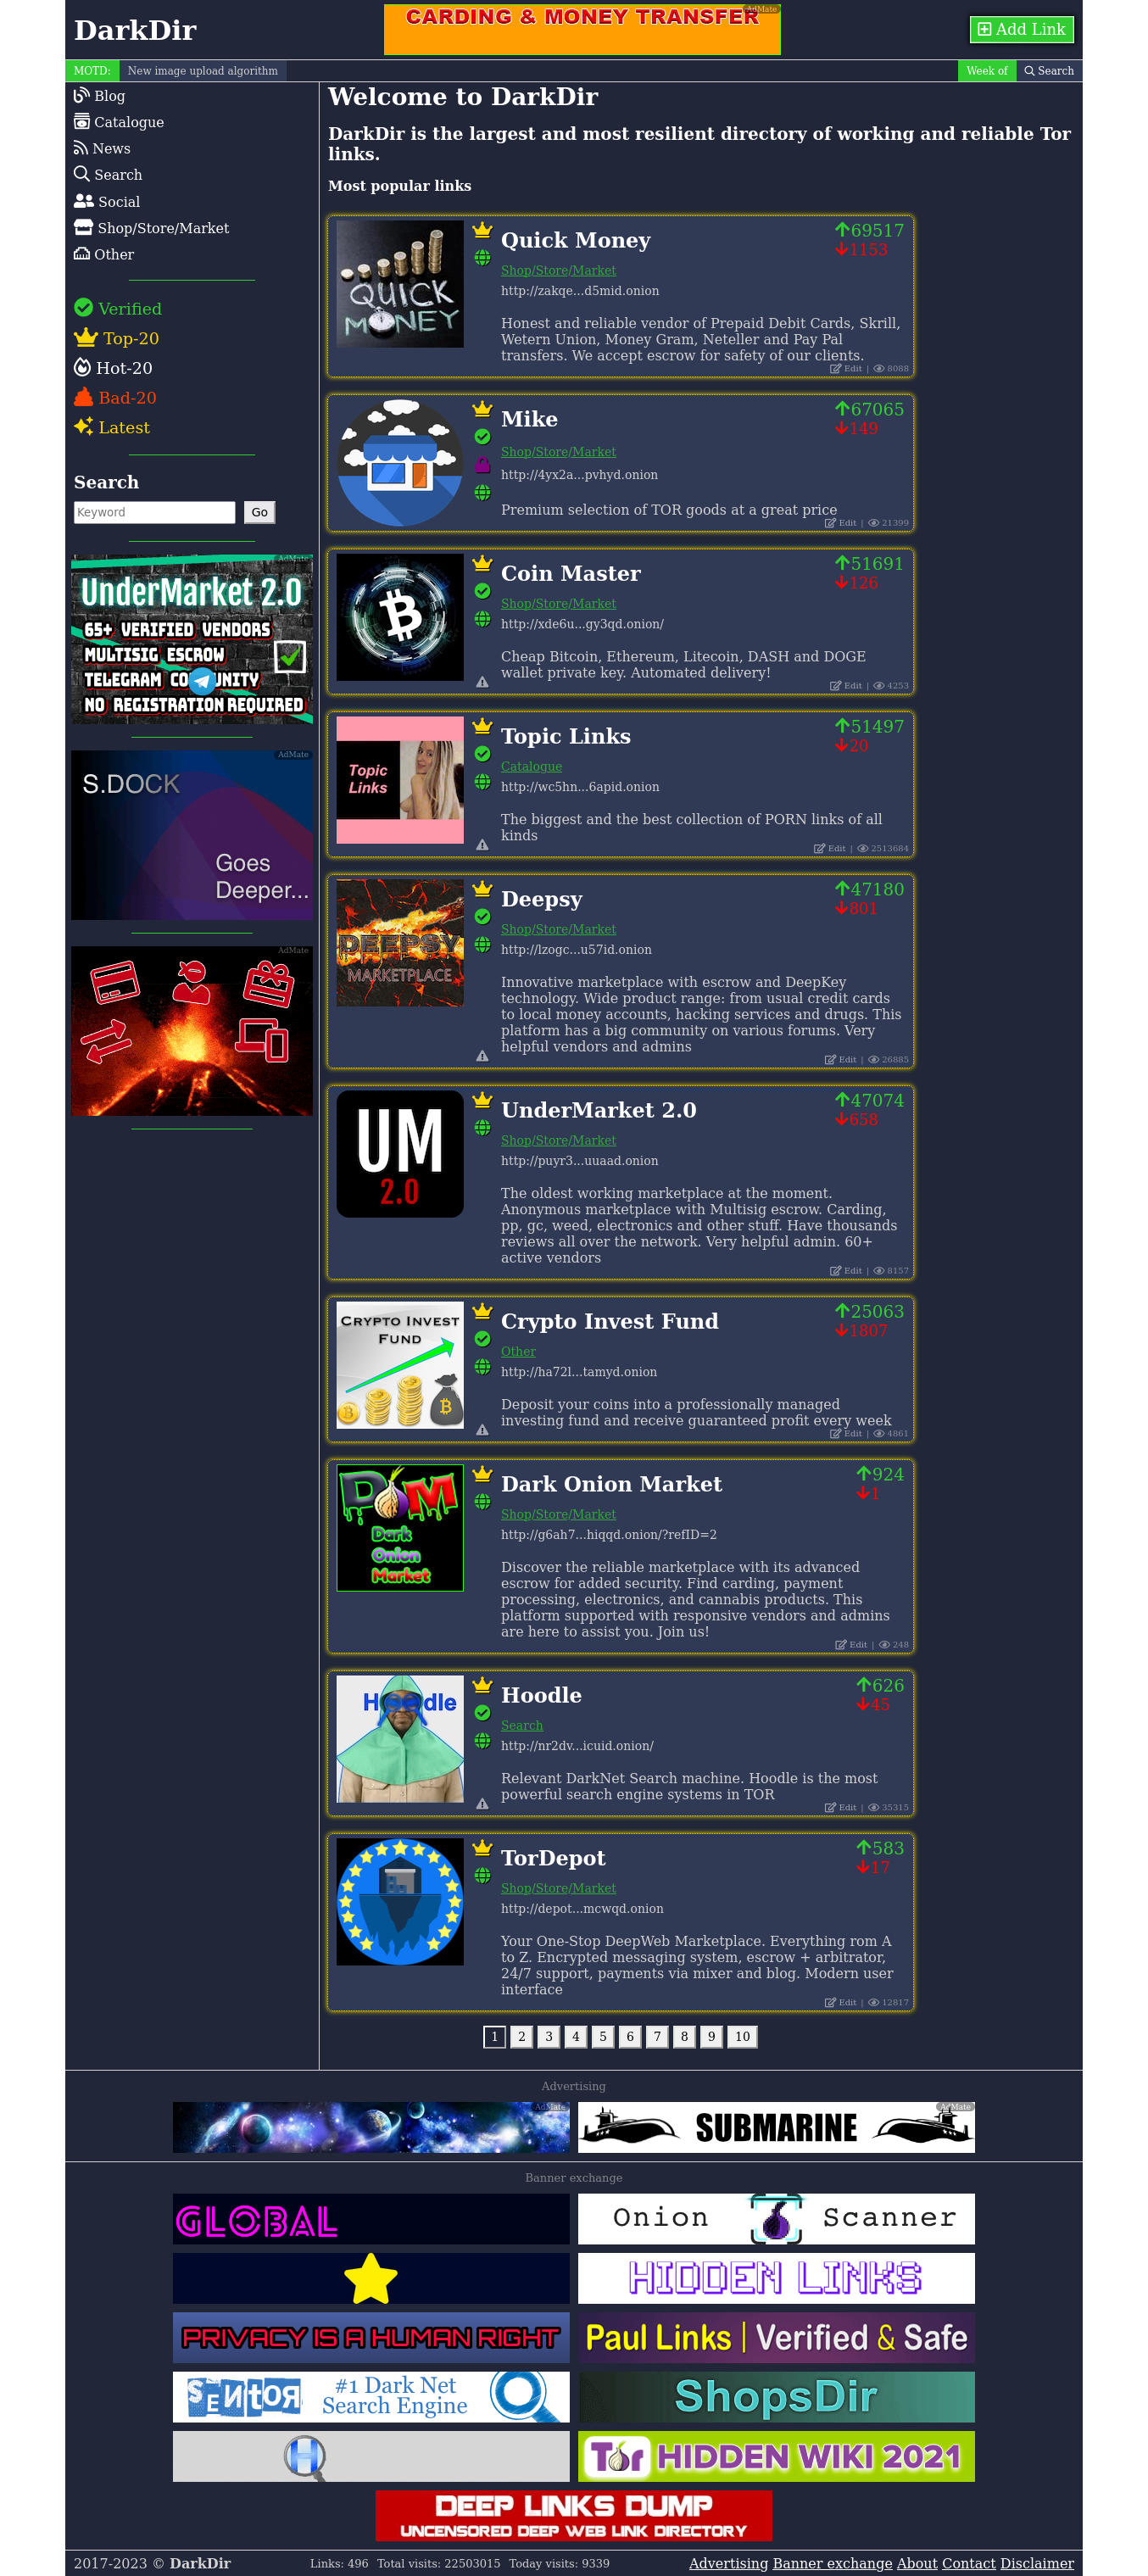 DarkDir
CARDING & MONEY TRANSFER
AdMate
Add Link
MOTD:
New image upload algorithm
Week of
Search
Blog
Catalogue
News
Search
Social
Shop/Store/Market
Other
Verified
Top-20
Hot-20
Bad-20
Latest
Search
Keyword
Go
AdMate
UnderMarket 2.0
65+ VERIFIED VENDORS
MULTISIG ESCROW
TELEGRAM COMMUNITY
NO REGISTRATION REQUIRED
AdMate
S.DOCK
Goes
Deeper...
AdMate
Welcome to DarkDir
DarkDir is the largest and most resilient directory of working and reliable Tor
links.
Most popular links
QUICK
MONEY
Quick Money
69517
1153
Shop/Store/Market
http://zakqe...d5mid.onion
Honest and reliable vendor of Prepaid Debit Cards, Skrill,
Wetern Union, Money Gram, Neteller and Pay Pal
transfers. We accept escrow for safety of our clients.
Edit | 8088
Mike
67065
149
Shop/Store/Market
http://4yx2a...pvhyd.onion
Premium selection of TOR goods at a great price
Edit | 21399
Coin Master
51691
126
Shop/Store/Market
http://xde6u...gy3qd.onion/
Cheap Bitcoin, Ethereum, Litecoin, DASH and DOGE
wallet private key. Automated delivery!
Edit | 4253
Topic
Links
Topic Links
51497
20
Catalogue
http://wc5hn...6apid.onion
The biggest and the best collection of PORN links of all
kinds
Edit | 2513684
DEEPSY
MARKETPLACE
Deepsy
47180
801
Shop/Store/Market
http://lzogc...u57id.onion
Innovative marketplace with escrow and DeepKey
technology. Wide product range: from usual credit cards
to local money accounts, hacking services and drugs. This
platform has a big community on various forums. Very
helpful vendors and admins
Edit | 26885
UM
2.0
UnderMarket 2.0
47074
658
Shop/Store/Market
http://puyr3...uuaad.onion
The oldest working marketplace at the moment.
Anonymous marketplace with Multisig escrow. Carding,
pp, gc, weed, electronics and other stuff. Have thousands
reviews all over the network. Very helpful admin. 60+
active vendors
Edit | 8157
CRYPTO INVEST
FUND
Crypto Invest Fund
25063
1807
Other
http://ha72l...tamyd.onion
Deposit your coins into a professionally managed
investing fund and receive guaranteed profit every week
Edit | 4861
DOM
Dark
Onion
Market
Dark Onion Market
924
1
Shop/Store/Market
http://g6ah7...hiqqd.onion/?refID=2
Discover the reliable marketplace with its advanced
escrow for added security. Find carding, payment
processing, electronics, and cannabis products. This
platform supported with responsive vendors and admins
are here to assist you. Join us!
Edit | 248
Hoodle
Hoodle
626
45
Search
http://nr2dv...icuid.onion/
Relevant DarkNet Search machine. Hoodle is the most
powerful search engine systems in TOR
Edit | 35315
TorDepot
583
17
Shop/Store/Market
http://depot...mcwqd.onion
Your One-Stop DeepWeb Marketplace. Everything rom A
to Z. Encrypted messaging system, escrow + arbitrator,
24/7 support, payments via mixer and blog. Modern user
interface
Edit | 12817
1 2 3 4 5 6 7 8 9 10
Advertising
AdMate
SUBMARINE
AdMate
Banner exchange
GLOBAL
Onion Scanner
HIDDEN LINKS
PRIVACY IS A HUMAN RIGHT
Paul Links | Verified & Safe
SENtOR
#1 Dark Net
Search Engine
ShopsDir
H
Tor HIDDEN WIKI 2021
DEEP LINKS DUMP
UNCENSORED DEEP WEB LINK DIRECTORY
2017-2023 © DarkDir
Links: 496 Total visits: 22503015 Today visits: 9339
Advertising Banner exchange About Contact Disclaimer